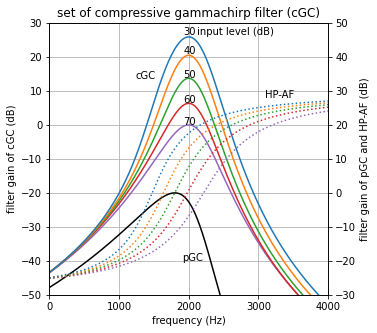 set of compressive gammachirp filter (cGC)
30 input level (dB)
40
50
60
70
cGC
HP-AF
pGC
30
20
10
0
−10
−20
−30
−40
−50
filter gain of cGC (dB)
50
40
30
20
10
0
−10
−20
−30
filter gain of pGC and HP-AF (dB)
0 1000 2000 3000 4000
frequency (Hz)